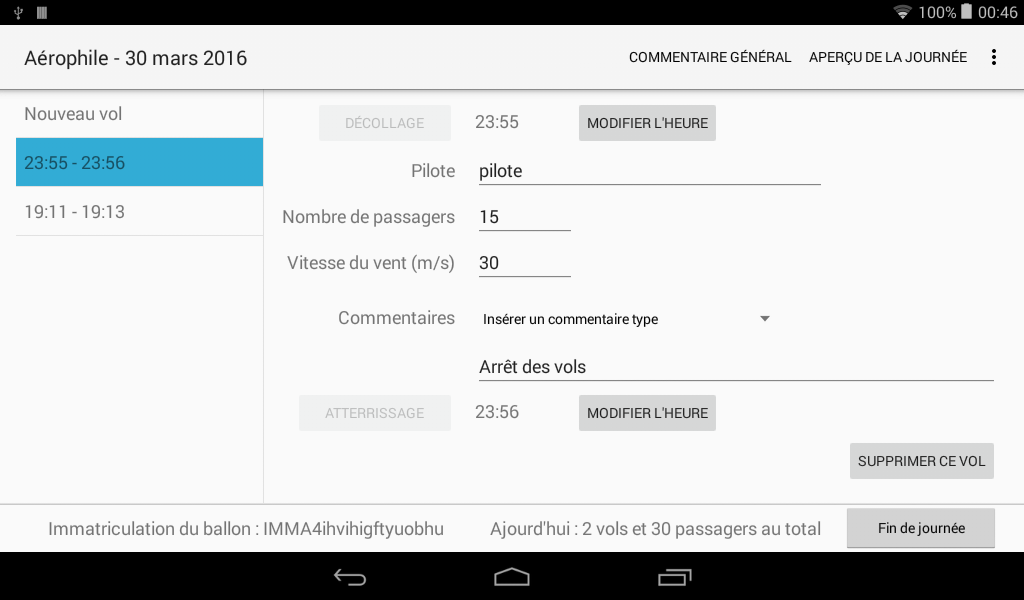 100% 00:46
Aérophile - 30 mars 2016 COMMENTAIRE GÉNÉRAL APERÇU DE LA JOURNÉE
Nouveau vol
23:55 - 23:56
19:11 - 19:13
DÉCOLLAGE 23:55 MODIFIER L'HEURE
Pilote pilote
Nombre de passagers 15
Vitesse du vent (m/s) 30
Commentaires Insérer un commentaire type
Arrêt des vols
ATTERRISSAGE 23:56 MODIFIER L'HEURE
SUPPRIMER CE VOL
Immatriculation du ballon : IMMA4ihvihigftyuobhu Ajourd'hui : 2 vols et 30 passagers au total Fin de journée